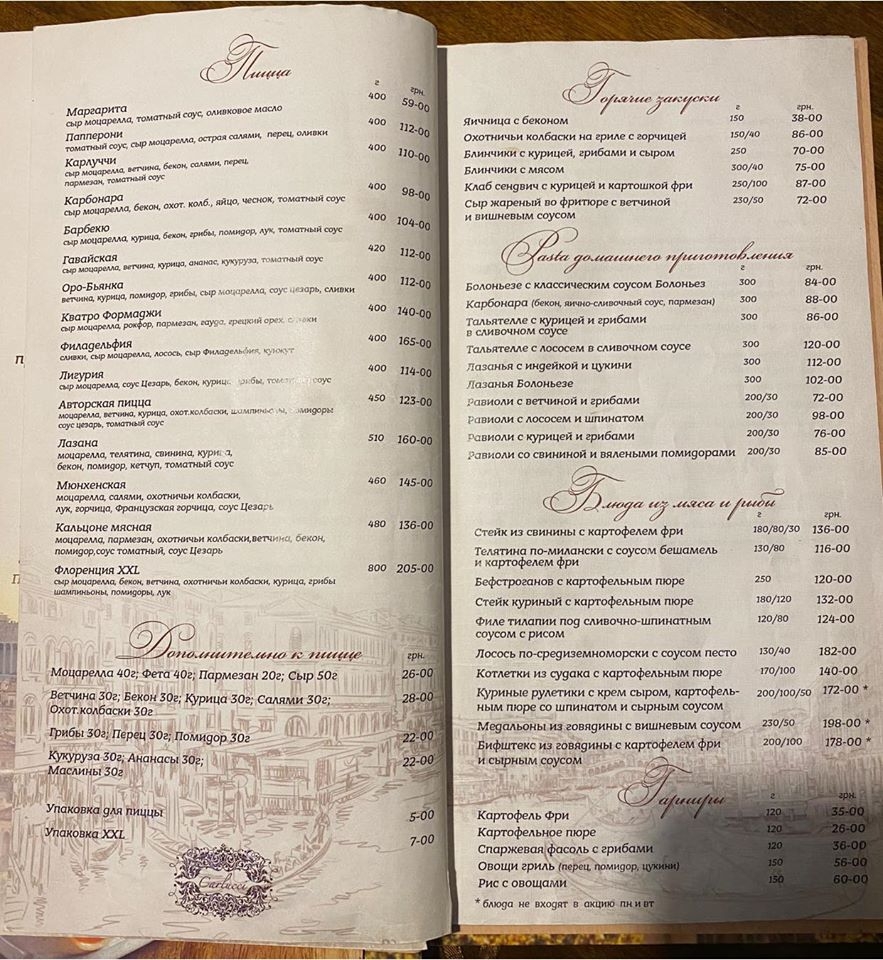 Пицца
г грн.
Маргарита 400 59-00
сыр моцарелла, томатный соус, оливковое масло
Папперони 400 112-00
томатный соус, сыр моцарелла, острая салями, перец, оливки
Карлуччи 400 110-00
сыр моцарелла, ветчина, бекон, салями, перец,
пармезан, томатный соус
Карбонара 400 98-00
сыр моцарелла, бекон, охот. колб., яйцо, чеснок, томатный соус
Барбекю 400 104-00
сыр моцарелла, курица, бекон, грибы, помидор, лук, томатный соус
Гавайская 420 112-00
сыр моцарелла, ветчина, курица, ананас, кукуруза, томатный соус
Оро-Бьянка 400 112-00
ветчина, курица, помидор, грибы, сыр моцарелла, соус цезарь, сливки
Кватро Формаджи 400 140-00
сыр моцарелла, рокфор, пармезан, гауда, грецкий орех, сливки
Филадельфия 400 165-00
сливки, сыр моцарелла, лосось, сыр Филадельфия, кунжут
Лигурия 400 114-00
сыр моцарелла, соус Цезарь, бекон, курица, грибы, томатный соус
Авторская пицца 450 123-00
моцарелла, ветчина, курица, охот.колбаски, шампиньоны, помидоры
соус цезарь, томатный соус
Лазана 510 160-00
моцарелла, телятина, свинина, курица,
бекон, помидор, кетчуп, томатный соус
Мюнхенская 460 145-00
моцарелла, салями, охотничьи колбаски,
лук, горчица, Французская горчица, соус Цезарь
Кальцоне мясная 480 136-00
моцарелла, пармезан, охотничьи колбаски,ветчина, бекон,
помидор,соус томатный, соус Цезарь
Флоренция XXL 800 205-00
сыр моцарелла, бекон, ветчина, охотничьи колбаски, курица, грибы
шампиньоны, помидоры, лук
Дополнительно к пицце
грн.
Моцарелла 40г; Фета 40г; Пармезан 20г; Сыр 50г 26-00
Ветчина 30г; Бекон 30г; Курица 30г; Салями 30г; 28-00
Охот.колбаски 30г
Грибы 30г; Перец 30г; Помидор 30г 22-00
Кукуруза 30г; Ананасы 30г; 22-00
Маслины 30г
Упаковка для пиццы 5-00
Упаковка XXL 7-00
Carlucci
Горячие закуски
г грн.
Яичница с беконом 150 38-00
Охотничьи колбаски на гриле с горчицей 150/40 86-00
Блинчики с курицей, грибами и сыром 250 70-00
Блинчики с мясом 300/40 75-00
Клаб сендвич с курицей и картошкой фри 250/100 87-00
Сыр жареный во фритюре с ветчиной 230/50 72-00
и вишневым соусом
Pasta домашнего приготовления
г грн.
Болоньезе с классическим соусом Болоньез 300 84-00
Карбонара (бекон, яично-сливочный соус, пармезан) 300 88-00
Тальятелле с курицей и грибами 300 86-00
в сливочном соусе
Тальятелле с лососем в сливочном соусе 300 120-00
Лазанья с индейкой и цукини 300 112-00
Лазанья Болоньезе 300 102-00
Равиоли с ветчиной и грибами 200/30 72-00
Равиоли с лососем и шпинатом 200/30 98-00
Равиоли с курицей и грибами 200/30 76-00
Равиоли со свининой и вялеными помидорами 200/30 85-00
Блюда из мяса и рыбы
г грн.
Стейк из свинины с картофелем фри 180/80/30 136-00
Телятина по-милански с соусом бешамель 130/80 116-00
и картофелем фри
Бефстроганов с картофельным пюре 250 120-00
Стейк куриный с картофельным пюре 180/120 132-00
Филе тилапии под сливочно-шпинатным 120/80 124-00
соусом с рисом
Лосось по-средиземноморски с соусом песто 130/40 182-00
Котлетки из судака с картофельным пюре 170/100 140-00
Куриные рулетики с крем сыром, картофель- 200/100/50 172-00 *
ным пюре со шпинатом и сырным соусом
Медальоны из говядины с вишневым соусом 230/50 198-00 *
Бифштекс из говядины с картофелем фри 200/100 178-00 *
и сырным соусом
Гарниры
г грн.
Картофель Фри 120 35-00
Картофельное пюре 120 26-00
Спаржевая фасоль с грибами 120 36-00
Овощи гриль (перец, помидор, цукини) 150 56-00
Рис с овощами 150 60-00
* блюда не входят в акцию пн и вт